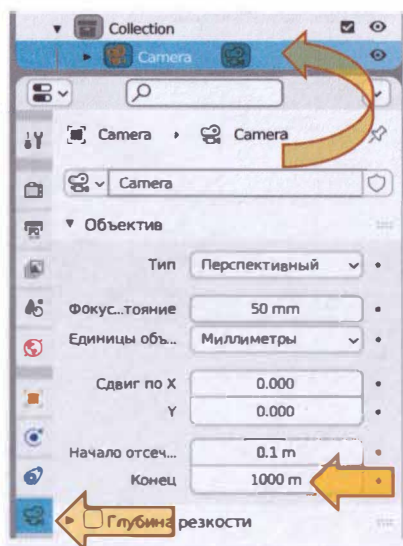 Collection
Camera
Camera Camera
Camera
Объектив
Тип Перспективный
Фокус...тояние 50 mm
Единицы объ... Миллиметры
Сдвиг по X 0.000
Y 0.000
Начало отсеч... 0.1 m
Конец 1000 m
Глубина резкости